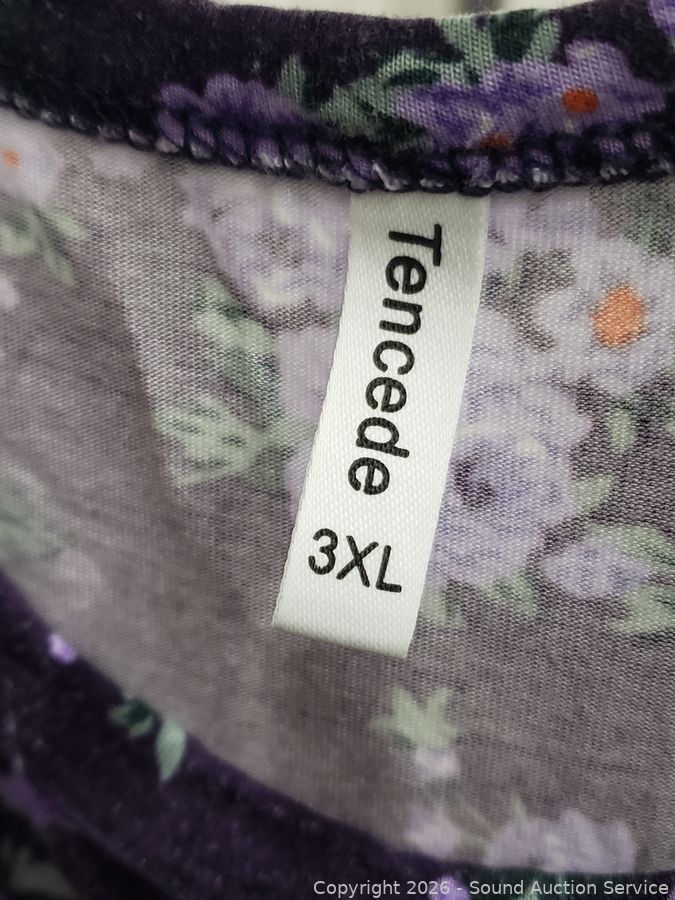 Tencede
3XL
Copyright 2026 - Sound Auction Service